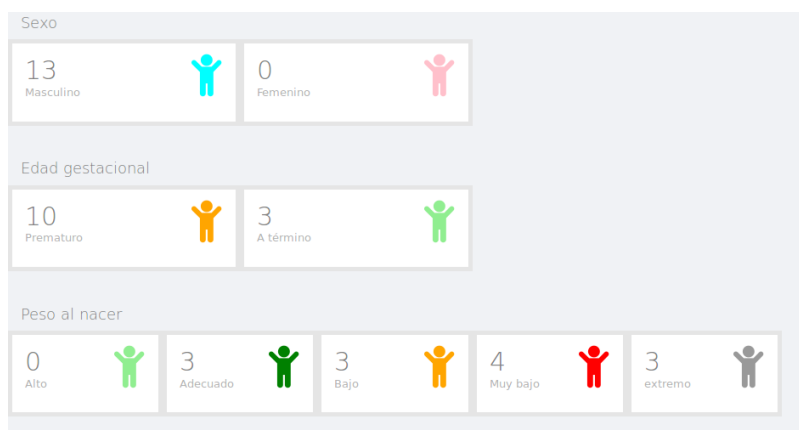 Sexo
13
Masculino
0
Femenino
Edad gestacional
10
Prematuro
3
A término
Peso al nacer
0
Alto
3
Adecuado
3
Bajo
4
Muy bajo
3
extremo